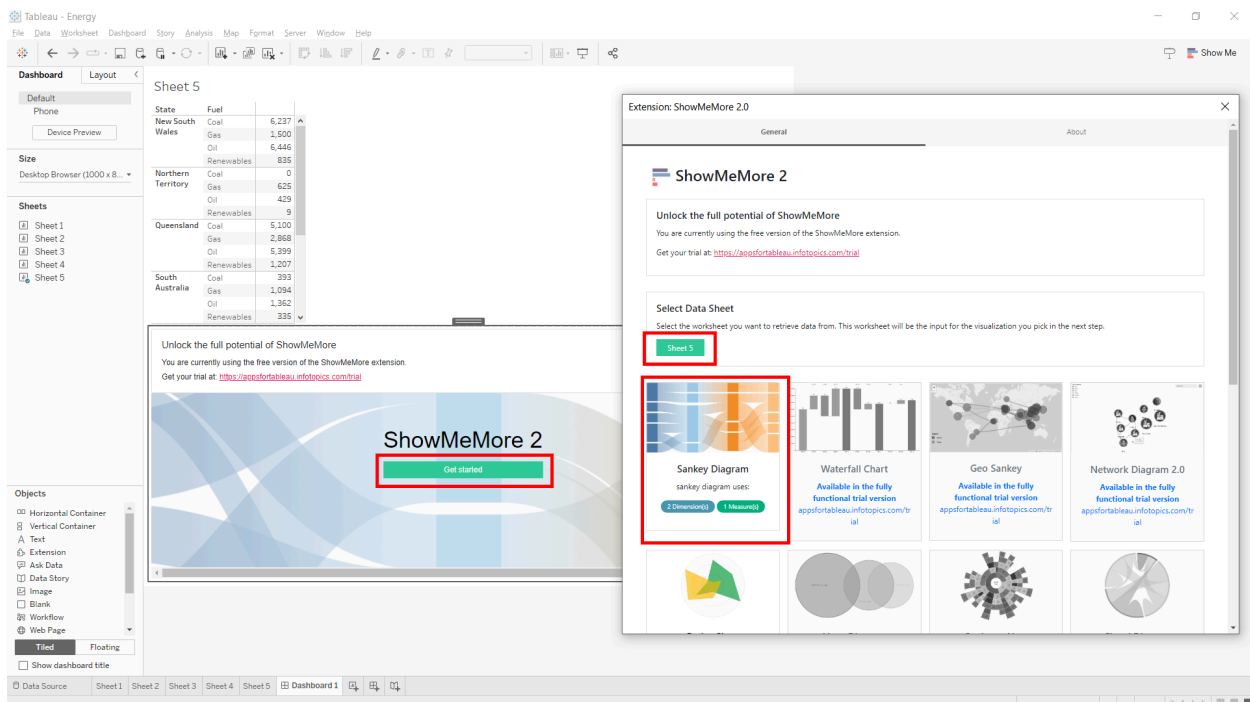 Tableau - Energy
File Data Worksheet Dashboard Story Analysis Map Format Server Window Help
Show Me
Dashboard Layout
Default
Phone
Device Preview
Size
Desktop Browser (1000 x 8...
Sheets
Sheet 1
Sheet 2
Sheet 3
Sheet 4
Sheet 5
Objects
Horizontal Container
Vertical Container
Text
Extension
Ask Data
Data Story
Image
Blank
Workflow
Web Page
Tiled Floating
Show dashboard title
Sheet 5
State Fuel
New South Wales Coal 6,237
Gas 1,500
Oil 6,446
Renewables 835
Northern Territory Coal 0
Gas 625
Oil 429
Renewables 9
Queensland Coal 5,100
Gas 2,868
Oil 5,399
Renewables 1,207
South Australia Coal 393
Gas 1,094
Oil 1,362
Renewables 335
Unlock the full potential of ShowMeMore
You are currently using the free version of the ShowMeMore extension.
Get your trial at: https://appsfortableau.infotopics.com/trial
ShowMeMore 2
Get started
Extension: ShowMeMore 2.0
General About
ShowMeMore 2
Unlock the full potential of ShowMeMore
You are currently using the free version of the ShowMeMore extension.
Get your trial at: https://appsfortableau.infotopics.com/trial
Select Data Sheet
Select the worksheet you want to retrieve data from. This worksheet will be the input for the visualization you pick in the next step.
Sheet 5
Sankey Diagram
sankey diagram uses:
2 Dimension(s) 1 Measure(s)
Waterfall Chart
Available in the fully
functional trial version
appsfortableau.infotopics.com/tr
ial
Geo Sankey
Available in the fully
functional trial version
appsfortableau.infotopics.com/tr
ial
Network Diagram 2.0
Available in the fully
functional trial version
appsfortableau.infotopics.com/tr
ial
Data Source Sheet 1 Sheet 2 Sheet 3 Sheet 4 Sheet 5 Dashboard 1